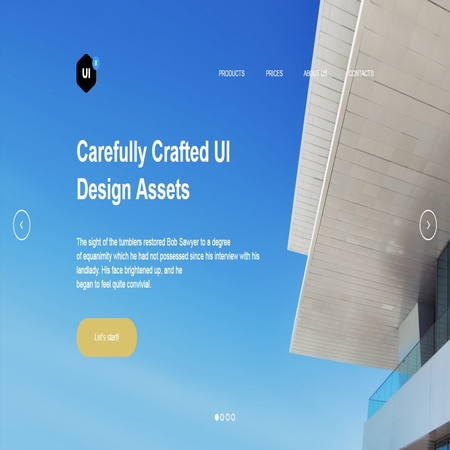 UI
PRODUCTS PRICES ABOUT US CONTACTS
Carefully Crafted UI
Design Assets
The sight of the tumblers restored Bob Sawyer to a degree
of equanimity which he had not possessed since his interview with his
landlady. His face brightened up, and he
began to feel quite convivial.
Let's start!